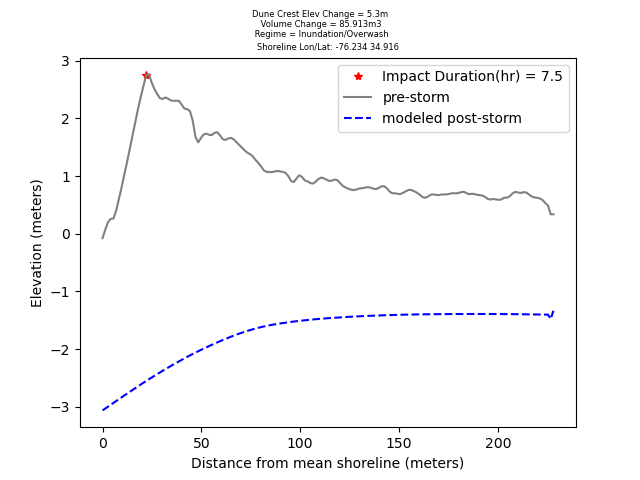 Dune Crest Elev Change = 5.3m
Volume Change = 85.913m3
Regime = Inundation/Overwash
Shoreline Lon/Lat: -76.234 34.916
Impact Duration(hr) = 7.5
pre-storm
modeled post-storm
3
2
1
0
−1
−2
−3
Elevation (meters)
0 50 100 150 200
Distance from mean shoreline (meters)